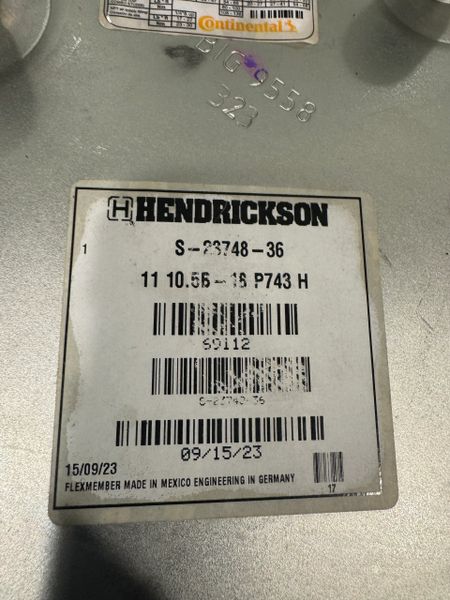 Continental
BIG 9558
323
HENDRICKSON
1
S-23748-36
11 10.5B-16 P743 H
69112
S-23748-36
09/15/23
15/09/23
17
FLEXMEMBER MADE IN MEXICO ENGINEERING IN GERMANY